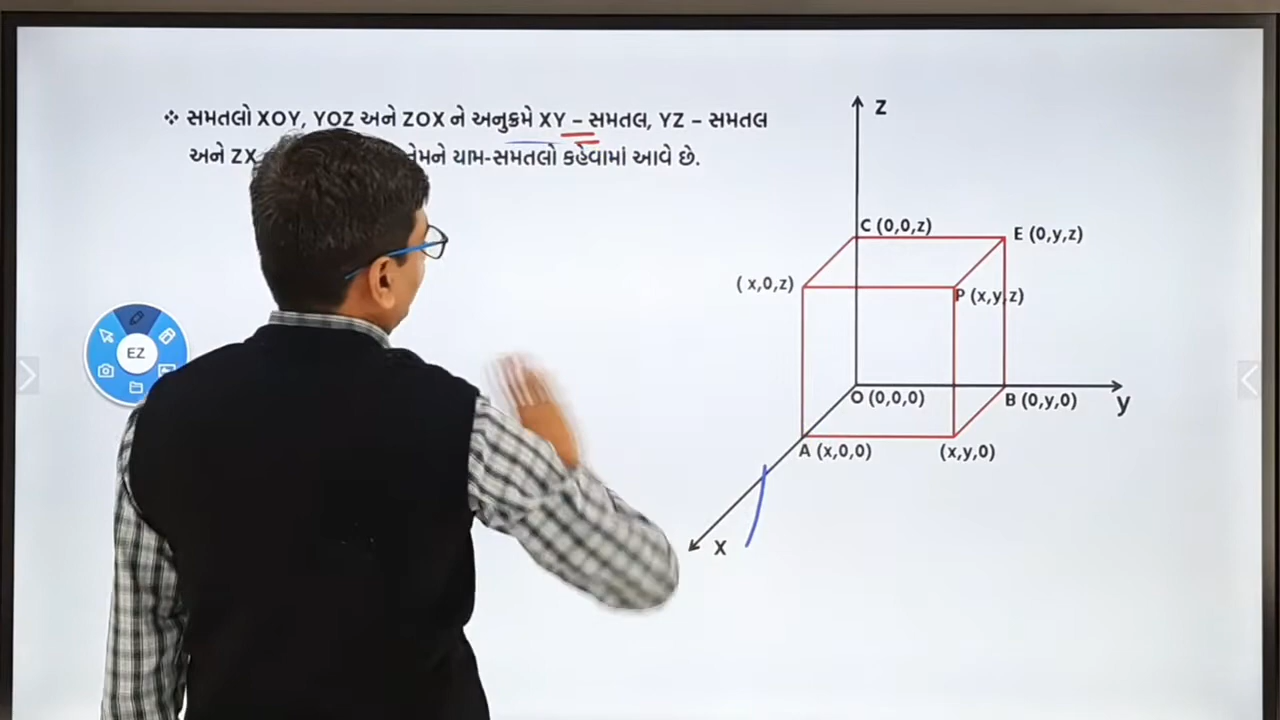 ❖ સમતલો XOY, YOZ અને ZOX ને અનુક્રમે XY – સમતલ, YZ – સમતલ
અને ZX તેમને યામ-સમતલો કહેવામાં આવે છે.
Z
C (0,0,z)
E (0,y,z)
( x,0,z)
P (x,y,z)
EZ
O (0,0,0)
B (0,y,0)
y
A (x,0,0)
(x,y,0)
X